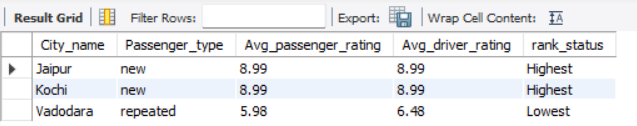 Result Grid Filter Rows: Export: Wrap Cell Content: IA
City_name Passenger_type Avg_passenger_rating Avg_driver_rating rank_status
Jaipur new 8.99 8.99 Highest
Kochi new 8.99 8.99 Highest
Vadodara repeated 5.98 6.48 Lowest